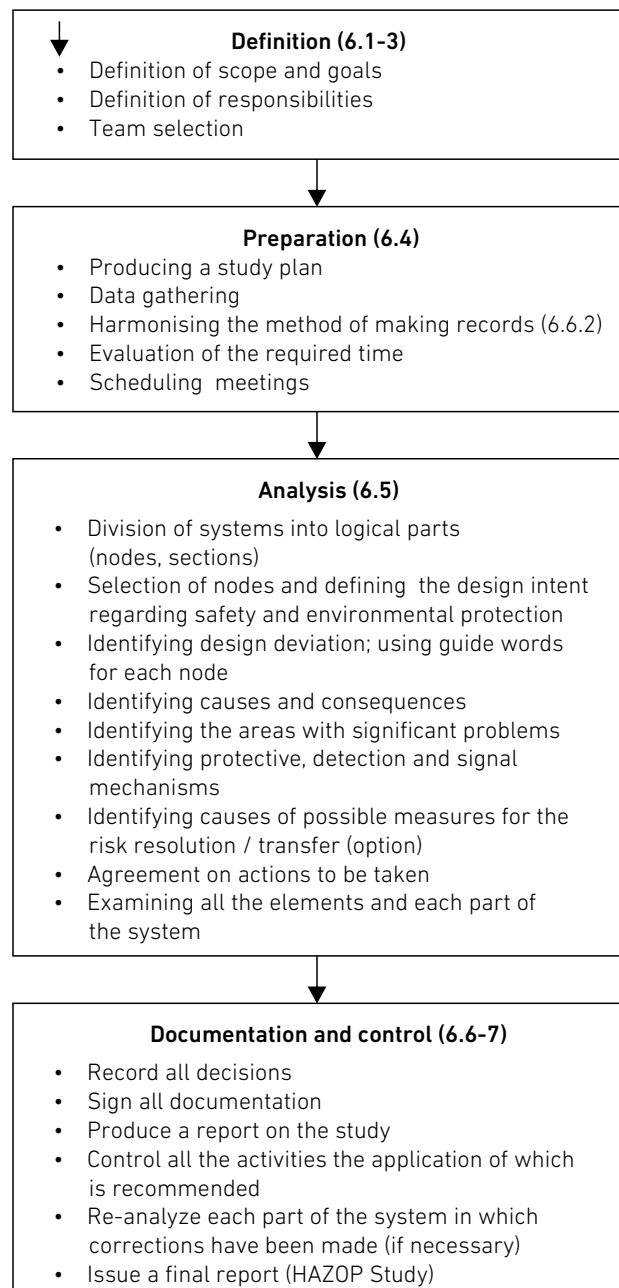 Definition (6.1-3)
• Definition of scope and goals
• Definition of responsibilities
• Team selection
Preparation (6.4)
• Producing a study plan
• Data gathering
• Harmonising the method of making records (6.6.2)
• Evaluation of the required time
• Scheduling meetings
Analysis (6.5)
• Division of systems into logical parts
(nodes, sections)
• Selection of nodes and defining the design intent
regarding safety and environmental protection
• Identifying design deviation; using guide words
for each node
• Identifying causes and consequences
• Identifying the areas with significant problems
• Identifying protective, detection and signal
mechanisms
• Identifying causes of possible measures for the
risk resolution / transfer (option)
• Agreement on actions to be taken
• Examining all the elements and each part of
the system
Documentation and control (6.6-7)
• Record all decisions
• Sign all documentation
• Produce a report on the study
• Control all the activities the application of which
is recommended
• Re-analyze each part of the system in which
corrections have been made (if necessary)
• Issue a final report (HAZOP Study)